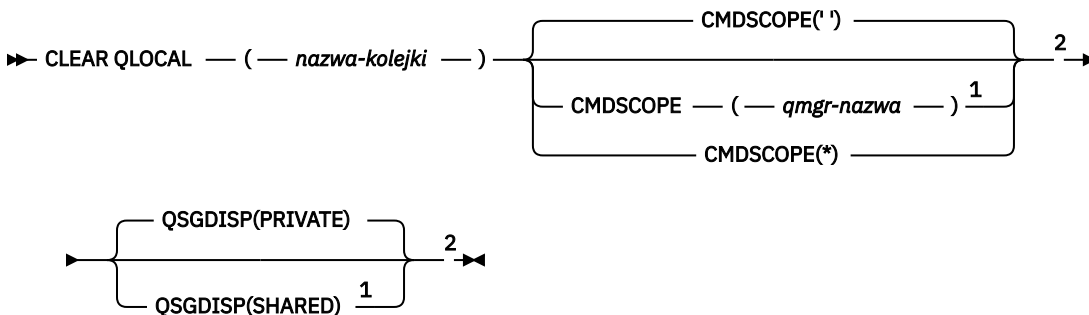 CMDSCOPE(' ')
CLEAR QLOCAL ( nazwa-kolejki ) 2
CMDSCOPE ( qmgr-nazwa ) 1
CMDSCOPE(*)
QSGDISP(PRIVATE)
2
QSGDISP(SHARED) 1